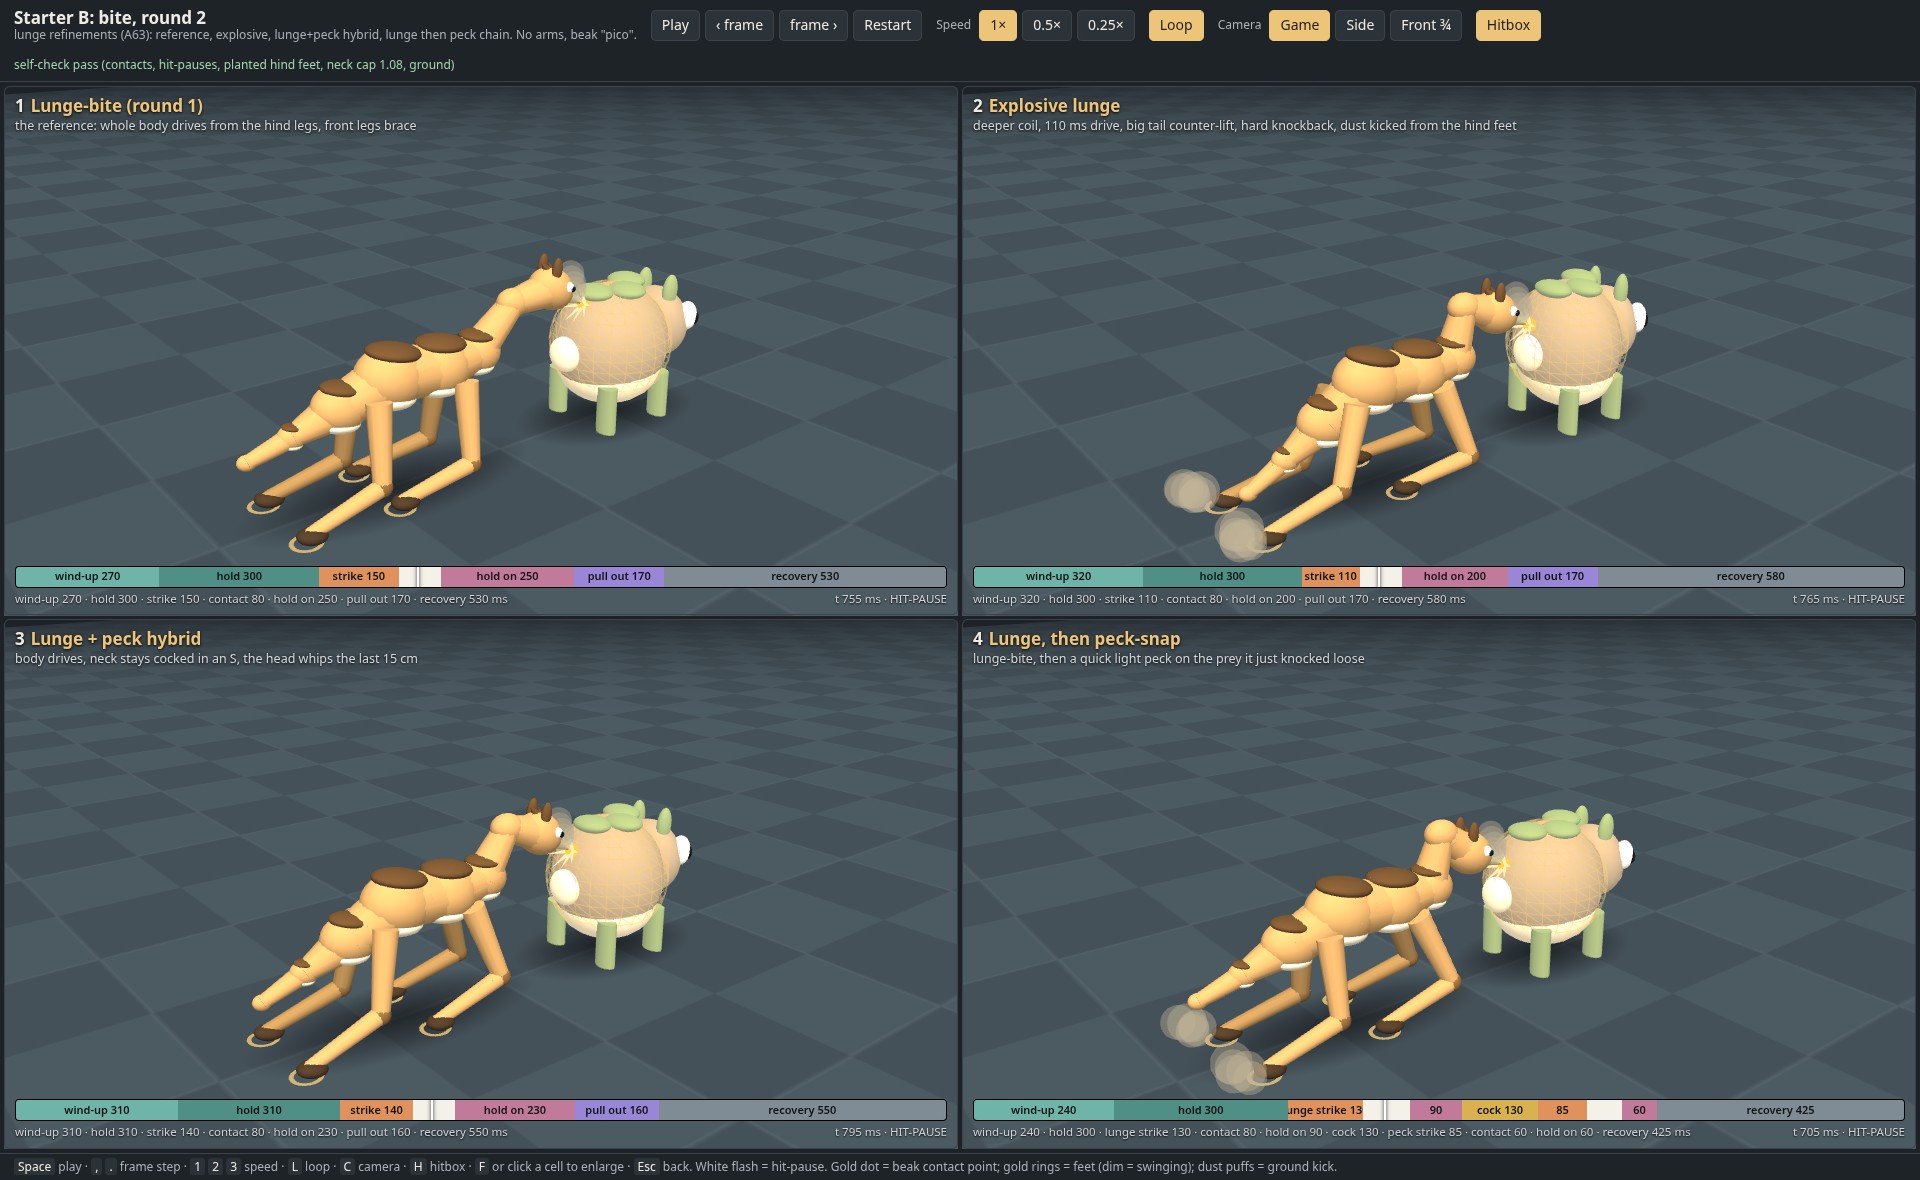 Starter B: bite, round 2
lunge refinements (A63): reference, explosive, lunge+peck hybrid, lunge then peck chain. No arms, beak "pico".
Play ‹ frame frame › Restart Speed 1× 0.5× 0.25× Loop Camera Game Side Front ¾ Hitbox
self-check pass (contacts, hit-pauses, planted hind feet, neck cap 1.08, ground)
1 Lunge-bite (round 1)
the reference: whole body drives from the hind legs, front legs brace
wind-up 270 hold 300 strike 150 hold on 250 pull out 170 recovery 530
wind-up 270 · hold 300 · strike 150 · contact 80 · hold on 250 · pull out 170 · recovery 530 ms t 755 ms · HIT-PAUSE
2 Explosive lunge
deeper coil, 110 ms drive, big tail counter-lift, hard knockback, dust kicked from the hind feet
wind-up 320 hold 300 strike 110 hold on 200 pull out 170 recovery 580
wind-up 320 · hold 300 · strike 110 · contact 80 · hold on 200 · pull out 170 · recovery 580 ms t 765 ms · HIT-PAUSE
3 Lunge + peck hybrid
body drives, neck stays cocked in an S, the head whips the last 15 cm
wind-up 310 hold 310 strike 140 hold on 230 pull out 160 recovery 550
wind-up 310 · hold 310 · strike 140 · contact 80 · hold on 230 · pull out 160 · recovery 550 ms t 795 ms · HIT-PAUSE
4 Lunge, then peck-snap
lunge-bite, then a quick light peck on the prey it just knocked loose
wind-up 240 hold 300 unge strike 13 90 cock 130 85 60 recovery 425
wind-up 240 · hold 300 · lunge strike 130 · contact 80 · hold on 90 · cock 130 · peck strike 85 · contact 60 · hold on 60 · recovery 425 ms t 705 ms · HIT-PAUSE
Space play · , . frame step · 1 2 3 speed · L loop · C camera · H hitbox · F or click a cell to enlarge · Esc back. White flash = hit-pause. Gold dot = beak contact point; gold rings = feet (dim = swinging); dust puffs = ground kick.